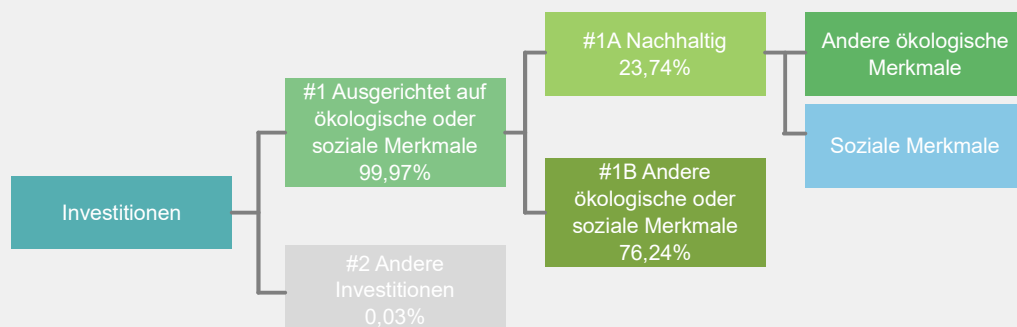 Investitionen
#1 Ausgerichtet auf
ökologische oder
soziale Merkmale
99,97%
#2 Andere
Investitionen
0,03%
#1A Nachhaltig
23,74%
#1B Andere
ökologische oder
soziale Merkmale
76,24%
Andere ökologische
Merkmale
Soziale Merkmale